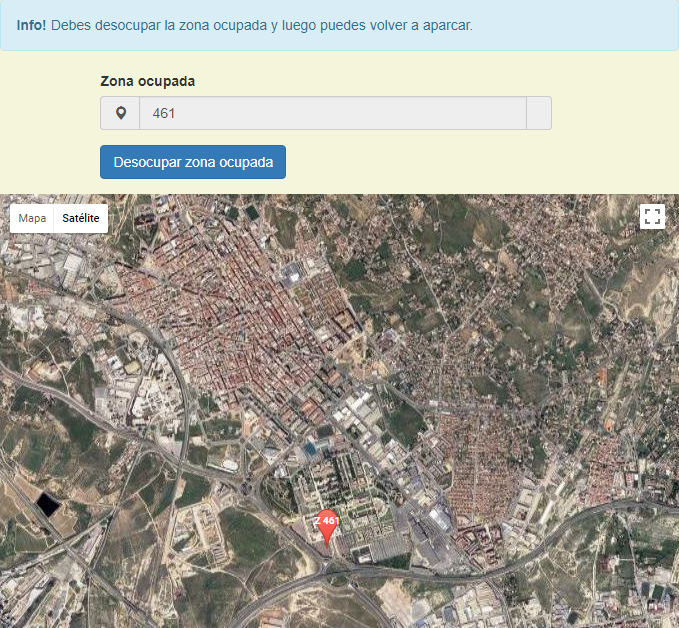 Info! Debes desocupar la zona ocupada y luego puedes volver a aparcar.
Zona ocupada
461
Desocupar zona ocupada
Mapa Satélite
Z 461